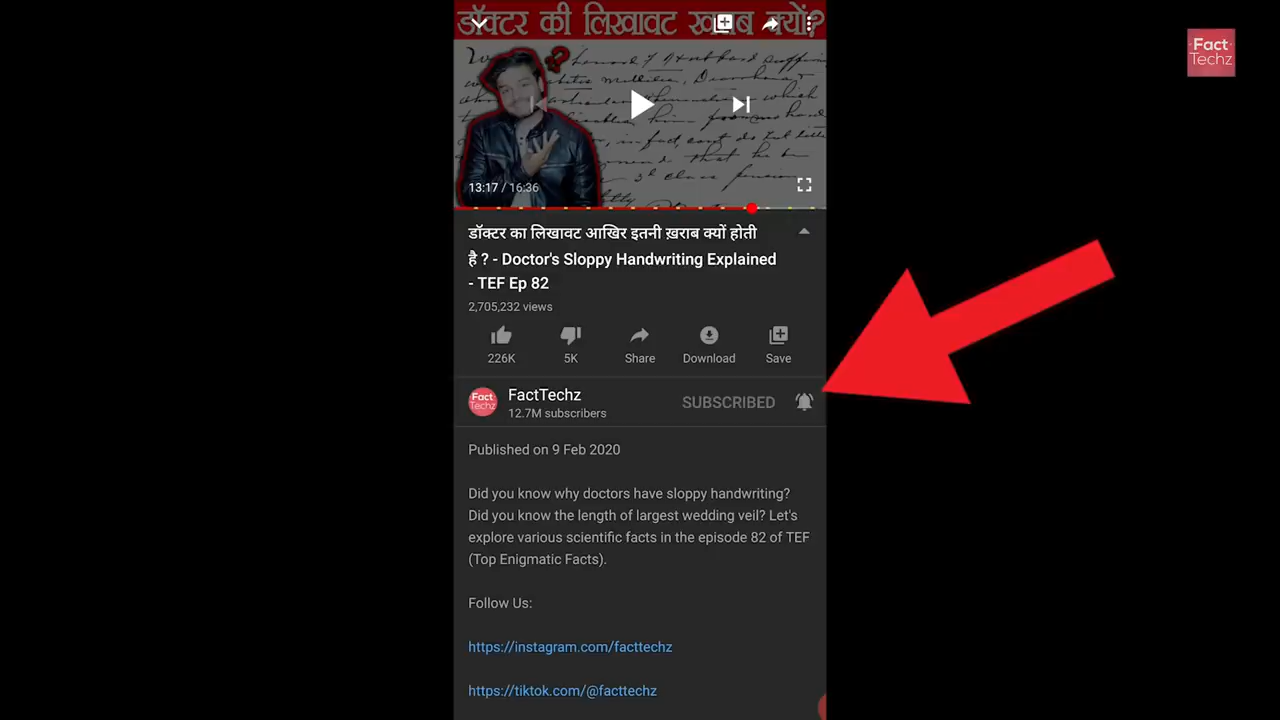 डॉक्टर की लिखावट ख़राब क्यों?
Fact
Techz
13:17 / 16:36
डॉक्टर का लिखावट आखिर इतनी ख़राब क्यों होती
है ? - Doctor's Sloppy Handwriting Explained
- TEF Ep 82
2,705,232 views
226K
5K
Share
Download
Save
Fact
Techz
FactTechz
12.7M subscribers
SUBSCRIBED
Published on 9 Feb 2020
Did you know why doctors have sloppy handwriting?
Did you know the length of largest wedding veil? Let's
explore various scientific facts in the episode 82 of TEF
(Top Enigmatic Facts).
Follow Us:
https://instagram.com/facttechz
https://tiktok.com/@facttechz